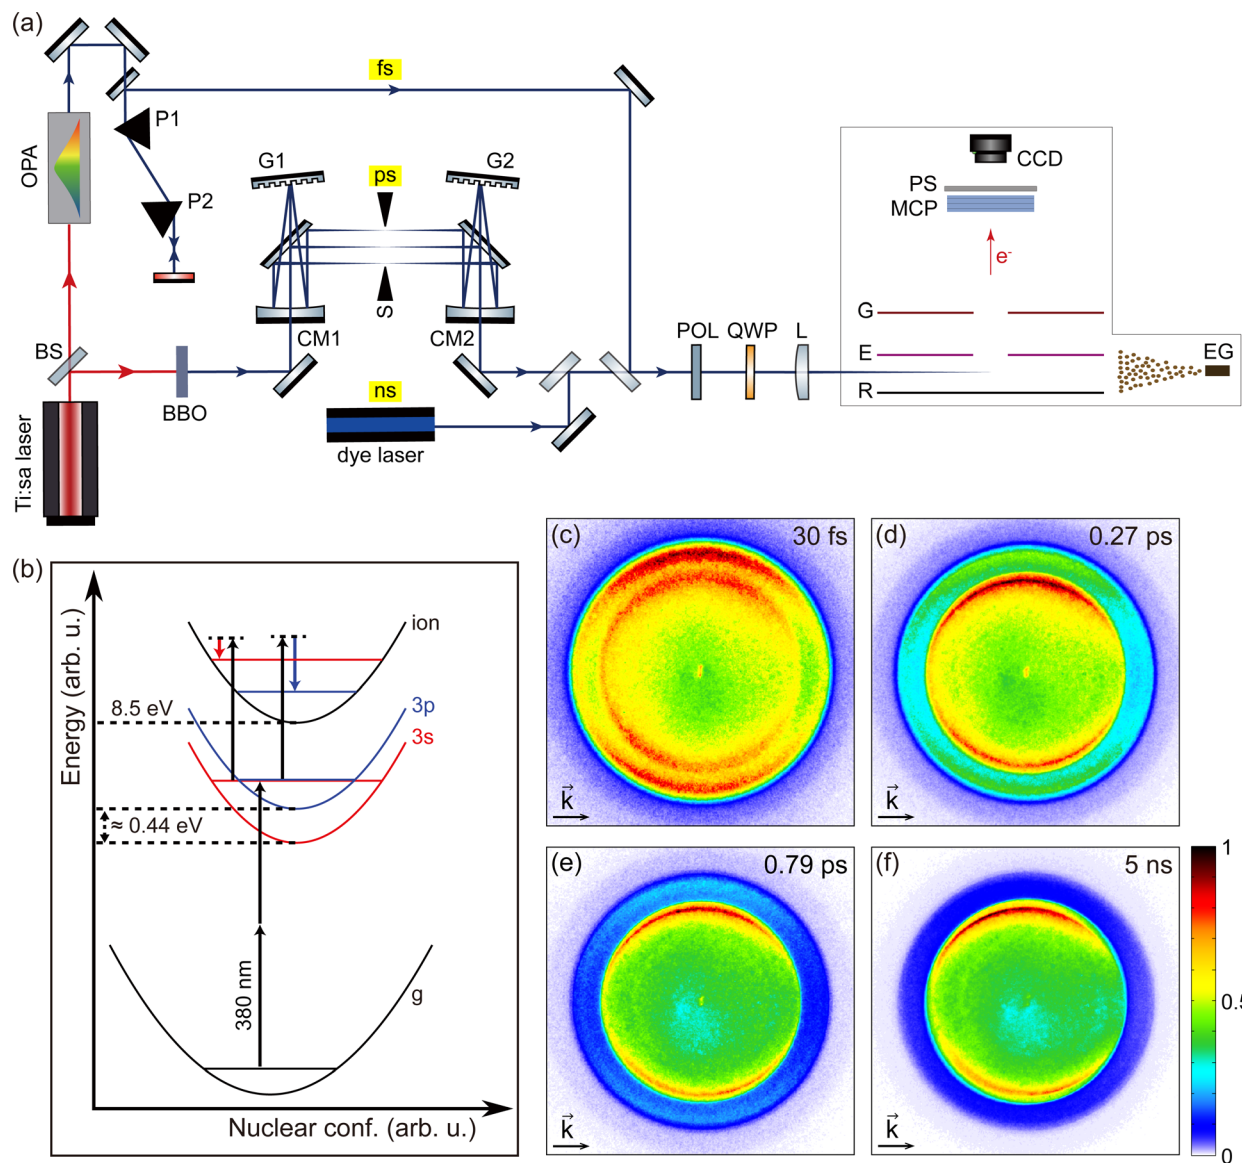 (a)
fs
P1
OPA
P2
G1
ps
G2
S
CM1
CM2
BS
BBO
ns
dye laser
Ti:sa laser
POL
QWP
L
CCD
PS
MCP
e-
G
E
R
EG
(b)
Energy (arb. u.)
ion
8.5 eV
3p
3s
≈ 0.44 eV
380 nm
g
Nuclear conf. (arb. u.)
(c)
30 fs
k
(d)
0.27 ps
k
(e)
0.79 ps
k
(f)
5 ns
k
1
0.5
0